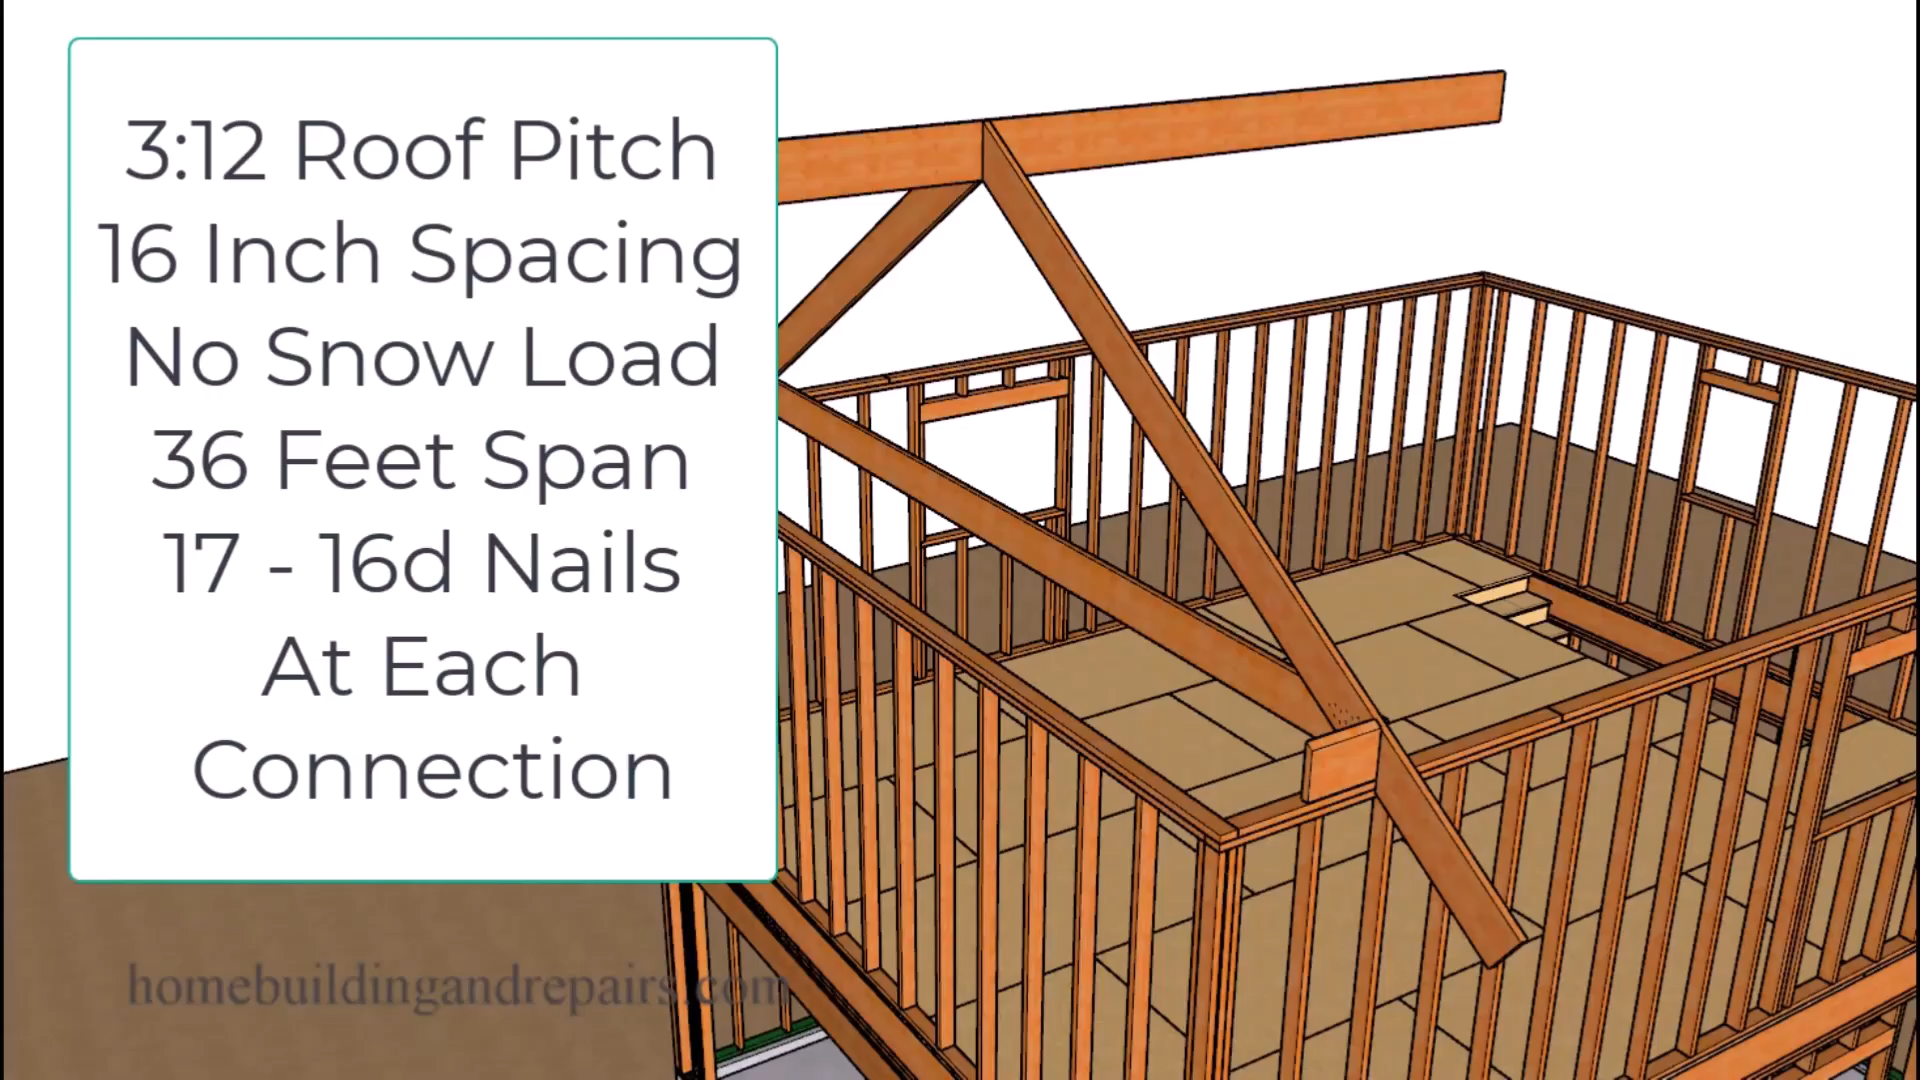 3:12 Roof Pitch
16 Inch Spacing
No Snow Load
36 Feet Span
17 - 16d Nails
At Each
Connection
homebuildingandrepairs.com